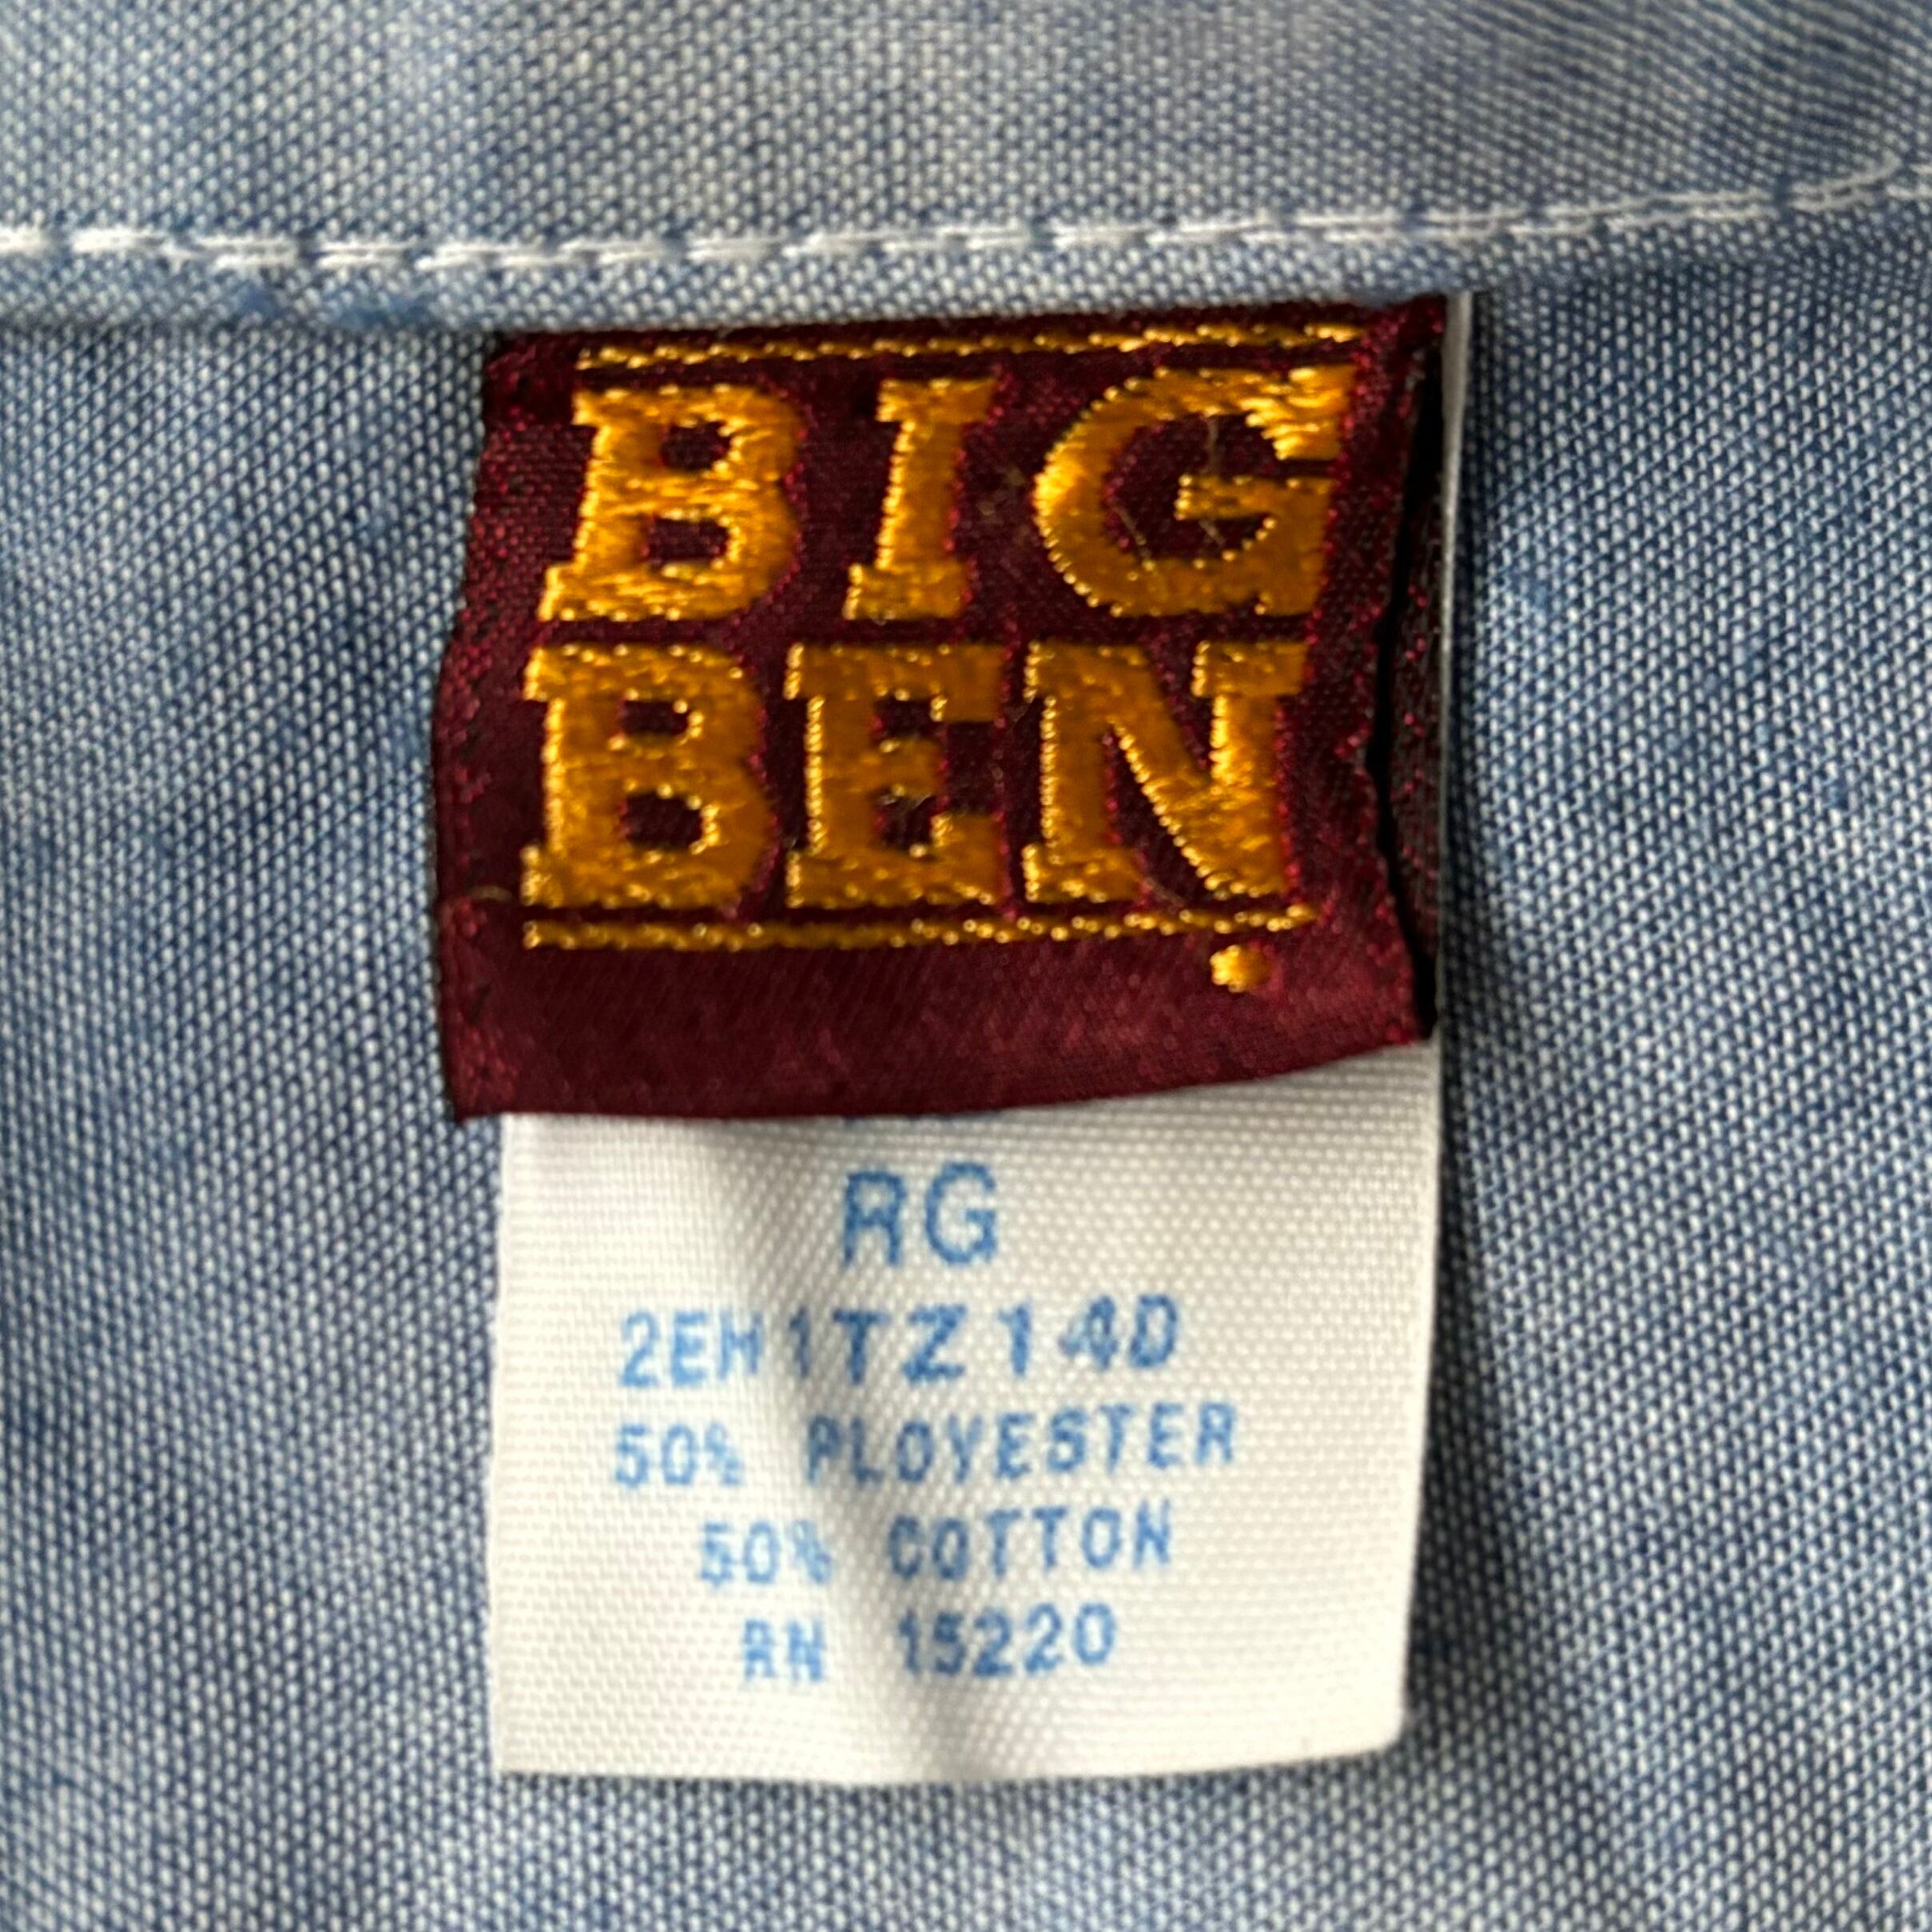 BIG
BEN.
RG
2EH1TZ14D
50% PLOYESTER
50% COTTON
RN 15220